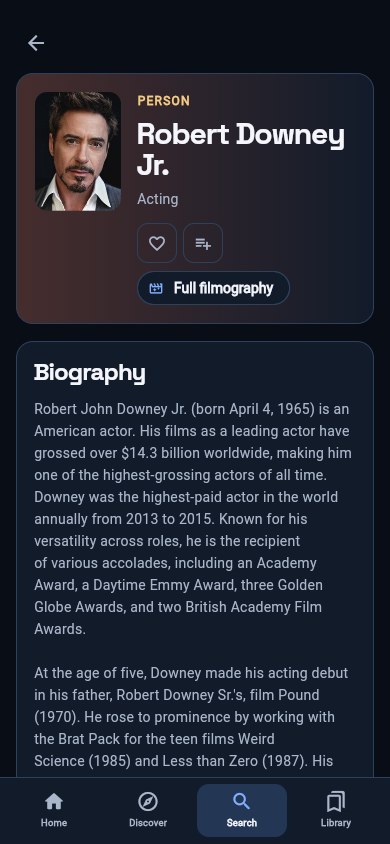 PERSON
Robert Downey
Jr.
Acting
Full filmography
Biography
Robert John Downey Jr. (born April 4, 1965) is an
American actor. His films as a leading actor have
grossed over $14.3 billion worldwide, making him
one of the highest-grossing actors of all time.
Downey was the highest-paid actor in the world
annually from 2013 to 2015. Known for his
versatility across roles, he is the recipient
of various accolades, including an Academy
Award, a Daytime Emmy Award, three Golden
Globe Awards, and two British Academy Film
Awards.
At the age of five, Downey made his acting debut
in his father, Robert Downey Sr.'s, film Pound
(1970). He rose to prominence by working with
the Brat Pack for the teen films Weird
Science (1985) and Less than Zero (1987). His
Home
Discover
Search
Library